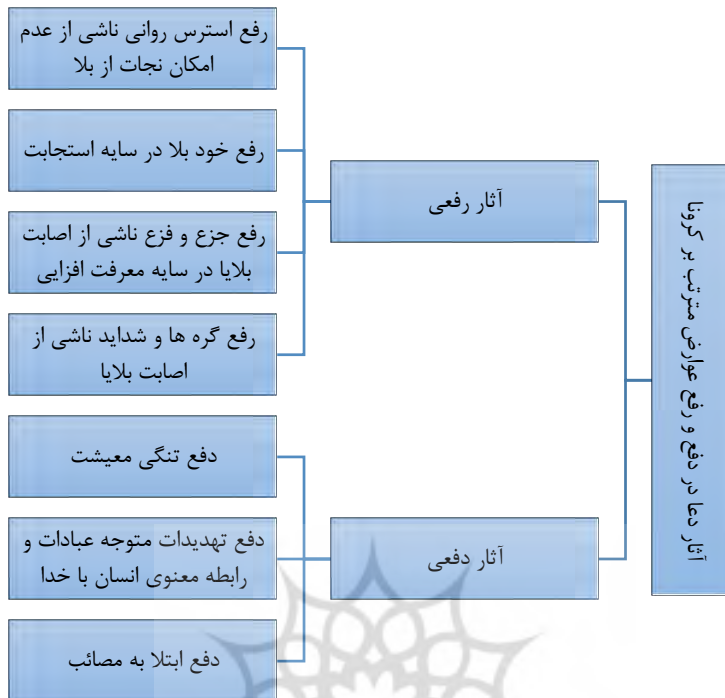 آثار دعا در دفع و رفع عوارض مترتب بر کرونا
آثار رفعی
رفع استرس روانی ناشی از عدم
امکان نجات از بلا
رفع خود بلا در سایه استجابت
رفع جزع و فزع ناشی از اصابت
بلایا در سایه معرفت افزایی
رفع گره ها و شداید ناشی از
اصابت بلایا
آثار دفعی
دفع تنگی معیشت
دفع تهدیدات متوجه عبادات و
رابطه معنوی انسان با خدا
دفع ابتلا به مصائب